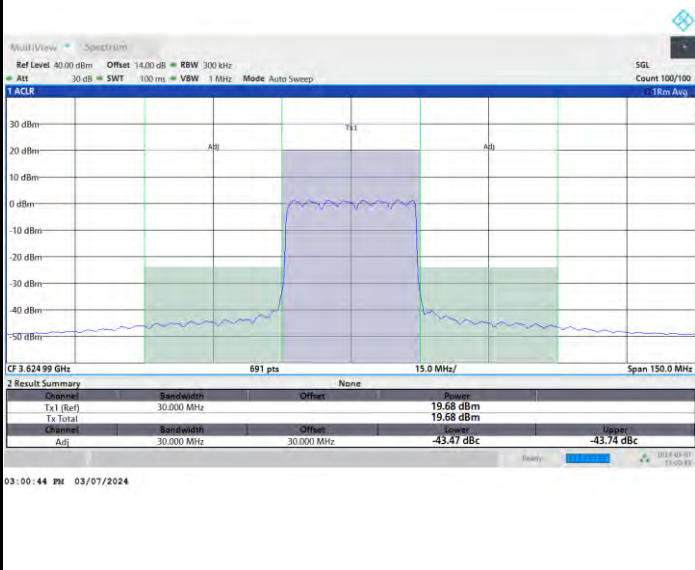 MultiView Spectrum
Ref Level 40.00 dBm Offset 14.00 dB RBW 300 kHz SGL
Att 30 dB SWT 100 ms VBW 1 MHz Mode Auto Sweep Count 100/100
1 ACLR 1Rm Avg
Tx1
Adj Adj
30 dBm
20 dBm
10 dBm
0 dBm
-10 dBm
-20 dBm
-30 dBm
-40 dBm
-50 dBm
CF 3.624 99 GHz 691 pts 15.0 MHz/ Span 150.0 MHz
2 Result Summary None
Channel Bandwidth Offset Power
Tx1 (Ref) 30.000 MHz 19.68 dBm
Tx Total 19.68 dBm
Channel Bandwidth Offset Lower Upper
Adj 30.000 MHz 30.000 MHz -43.47 dBc -43.74 dBc
Ready
03:00:44 PM 03/07/2024